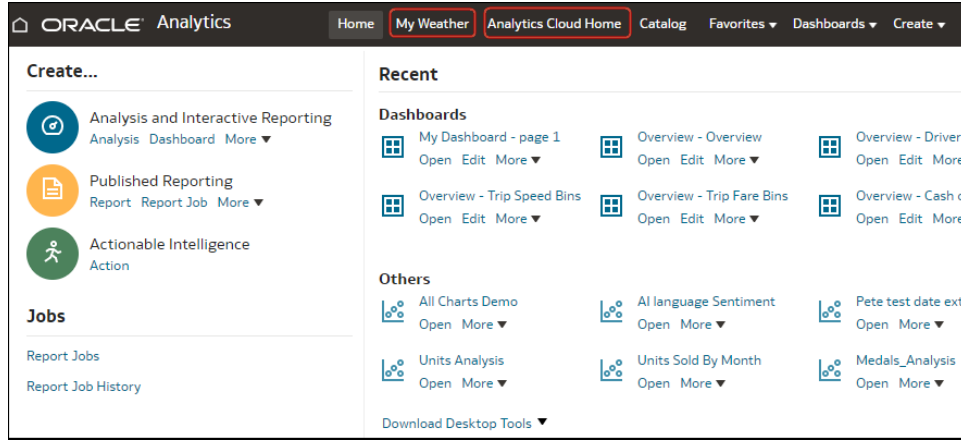 ORACLE Analytics Home My Weather Analytics Cloud Home Catalog Favorites ▾ Dashboards ▾ Create ▾
Create...
Analysis and Interactive Reporting
Analysis Dashboard More ▼
Published Reporting
Report Report Job More ▼
Actionable Intelligence
Action
Jobs
Report Jobs
Report Job History
Recent
Dashboards
My Dashboard - page 1 Overview - Overview Overview - Driver
Open Edit More ▼ Open Edit More ▼ Open Edit More
Overview - Trip Speed Bins Overview - Trip Fare Bins Overview - Cash
Open Edit More ▼ Open Edit More ▼ Open Edit More
Others
All Charts Demo AI language Sentiment Pete test date ext
Open More ▼ Open More ▼ Open More ▼
Units Analysis Units Sold By Month Medals_Analysis
Open More ▼ Open More ▼ Open More ▼
Download Desktop Tools ▼